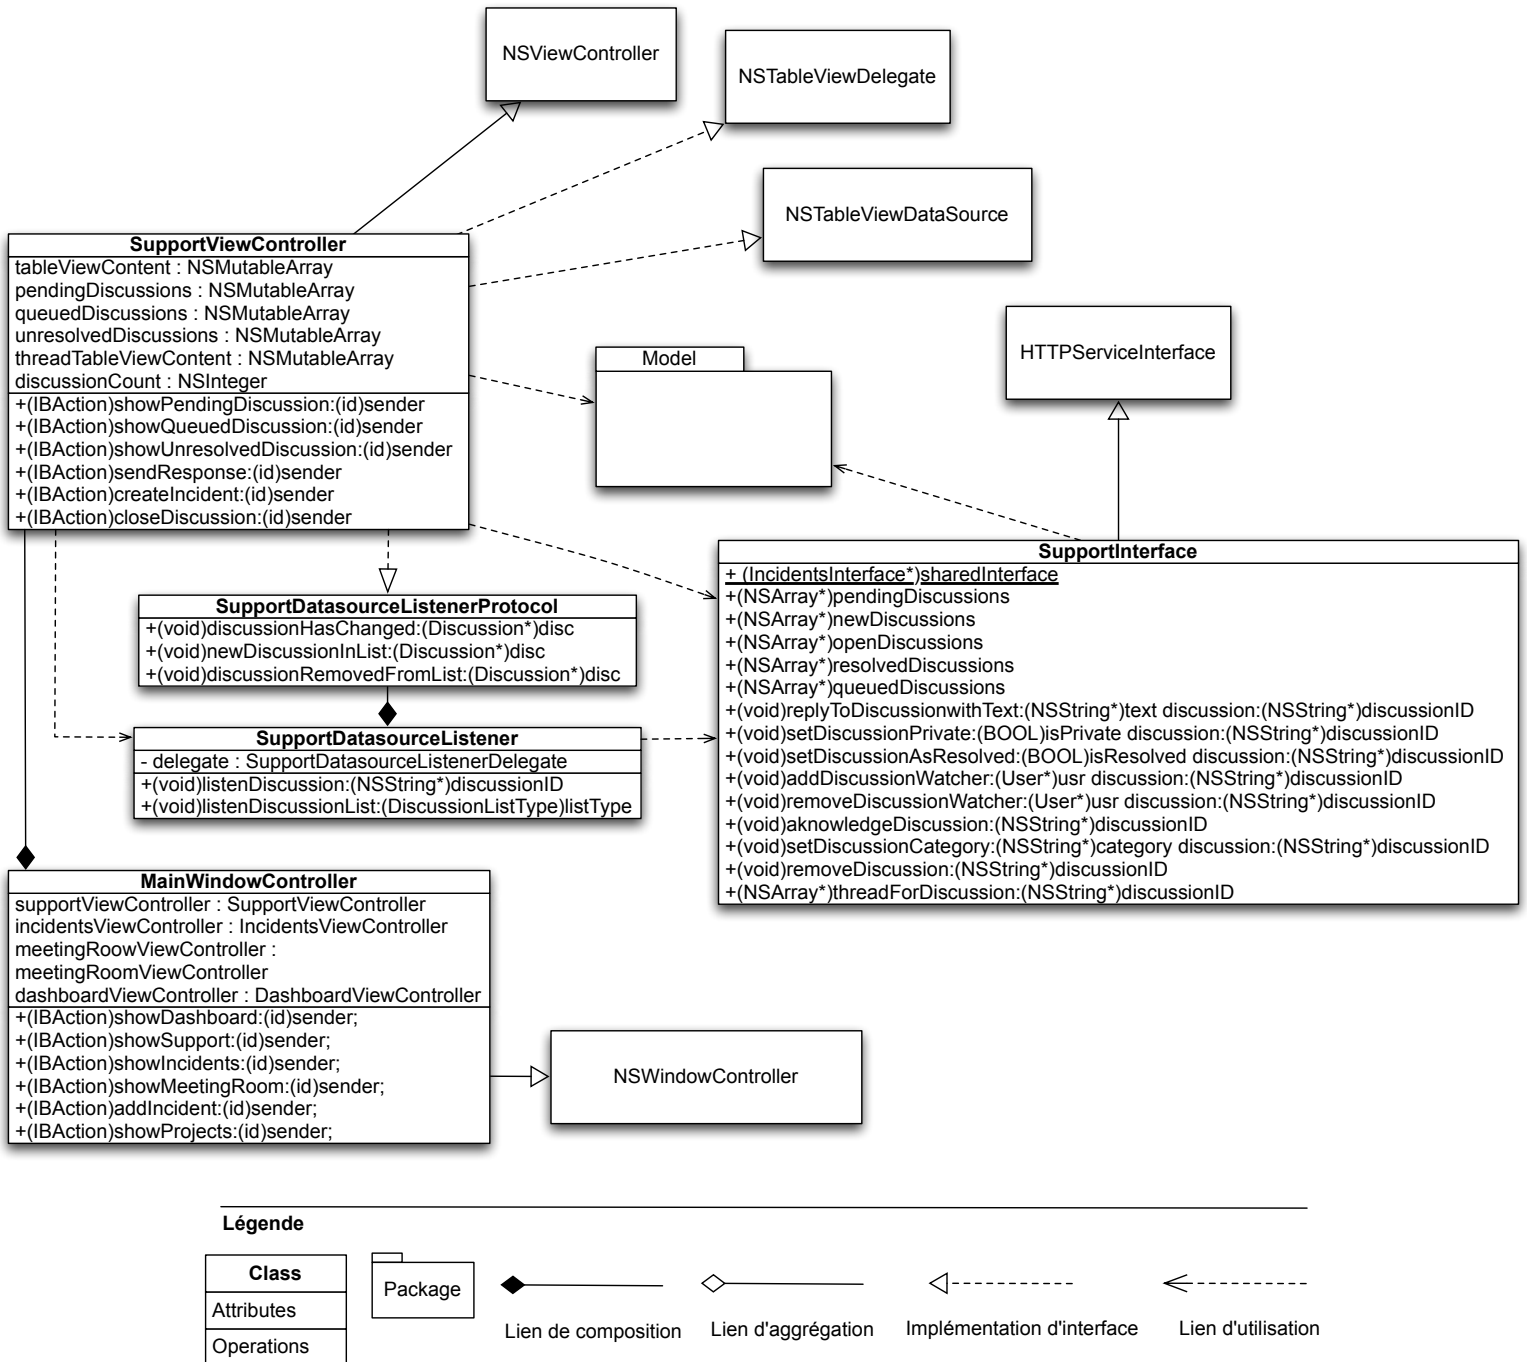 NSViewController
NSTableViewDelegate
NSTableViewDataSource
SupportViewController
tableViewContent : NSMutableArray
pendingDiscussions : NSMutableArray
queuedDiscussions : NSMutableArray
unresolvedDiscussions : NSMutableArray
threadTableViewContent : NSMutableArray
discussionCount : NSInteger
+(IBAction)showPendingDiscussion:(id)sender
+(IBAction)showQueuedDiscussion:(id)sender
+(IBAction)showUnresolvedDiscussion:(id)sender
+(IBAction)sendResponse:(id)sender
+(IBAction)createIncident:(id)sender
+(IBAction)closeDiscussion:(id)sender
Model
HTTPServiceInterface
SupportInterface
+ (IncidentsInterface*)sharedInterface
+(NSArray*)pendingDiscussions
+(NSArray*)newDiscussions
+(NSArray*)openDiscussions
+(NSArray*)resolvedDiscussions
+(NSArray*)queuedDiscussions
+(void)replyToDiscussionwithText:(NSString*)text discussion:(NSString*)discussionID
+(void)setDiscussionPrivate:(BOOL)isPrivate discussion:(NSString*)discussionID
+(void)setDiscussionAsResolved:(BOOL)isResolved discussion:(NSString*)discussionID
+(void)addDiscussionWatcher:(User*)usr discussion:(NSString*)discussionID
+(void)removeDiscussionWatcher:(User*)usr discussion:(NSString*)discussionID
+(void)aknowledgeDiscussion:(NSString*)discussionID
+(void)setDiscussionCategory:(NSString*)category discussion:(NSString*)discussionID
+(void)removeDiscussion:(NSString*)discussionID
+(NSArray*)threadForDiscussion:(NSString*)discussionID
SupportDatasourceListenerProtocol
+(void)discussionHasChanged:(Discussion*)disc
+(void)newDiscussionInList:(Discussion*)disc
+(void)discussionRemovedFromList:(Discussion*)disc
SupportDatasourceListener
- delegate : SupportDatasourceListenerDelegate
+(void)listenDiscussion:(NSString*)discussionID
+(void)listenDiscussionList:(DiscussionListType)listType
MainWindowController
supportViewController : SupportViewController
incidentsViewController : IncidentsViewController
meetingRoowViewController :
meetingRoomViewController
dashboardViewController : DashboardViewController
+(IBAction)showDashboard:(id)sender;
+(IBAction)showSupport:(id)sender;
+(IBAction)showIncidents:(id)sender;
+(IBAction)showMeetingRoom:(id)sender;
+(IBAction)addIncident:(id)sender;
+(IBAction)showProjects:(id)sender;
NSWindowController
Légende
Class
Attributes
Operations
Package
Lien de composition
Lien d'aggrégation
Implémentation d'interface
Lien d'utilisation